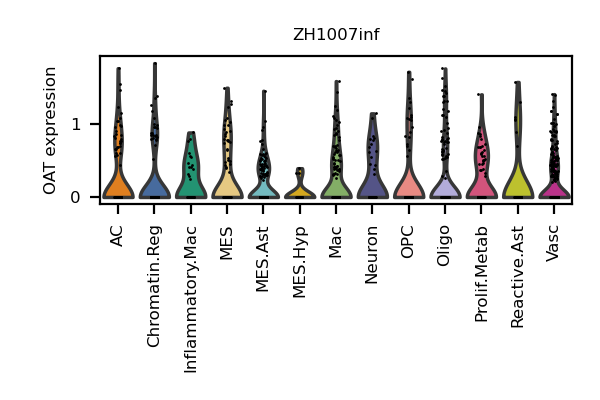 ZH1007inf
OAT expression
1
0
AC
Chromatin.Reg
Inflammatory.Mac
MES
MES.Ast
MES.Hyp
Mac
Neuron
OPC
Oligo
Prolif.Metab
Reactive.Ast
Vasc